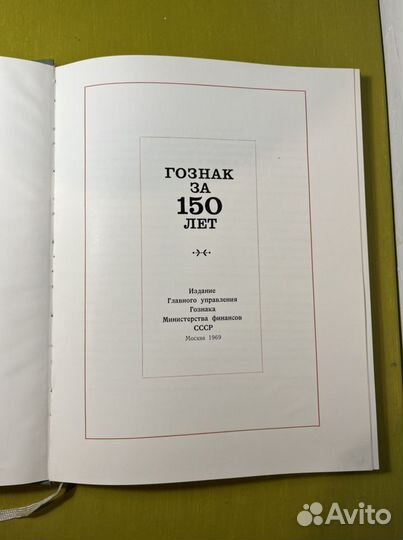 ГОЗНАК
ЗА
150
ЛЕТ
Издание
Главного управления
Гознака
Министерства финансов
СССР
Москва 1969
Avito